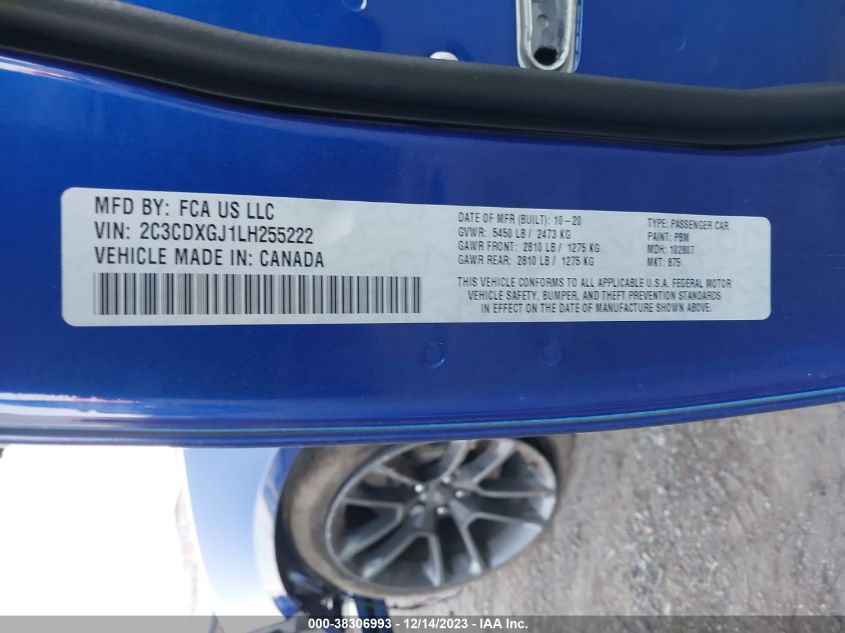 MFD BY: FCA US LLC
VIN: 2C3CDXGJ1LH255222
VEHICLE MADE IN: CANADA
DATE OF MFR (BUILT): 10-20
GVWR: 5450 LB / 2473 KG
GAWR FRONT: 2810 LB / 1275 KG
GAWR REAR: 2810 LB / 1275 KG
TYPE: PASSENGER CAR
PAINT: PBM
MDH: 102807
MKT: 875
THIS VEHICLE CONFORMS TO ALL APPLICABLE U.S.A. FEDERAL MOTOR
VEHICLE SAFETY, BUMPER, AND THEFT PREVENTION STANDARDS
IN EFFECT ON THE DATE OF MANUFACTURE SHOWN ABOVE.
000-38306993 - 12/14/2023 - IAA Inc.